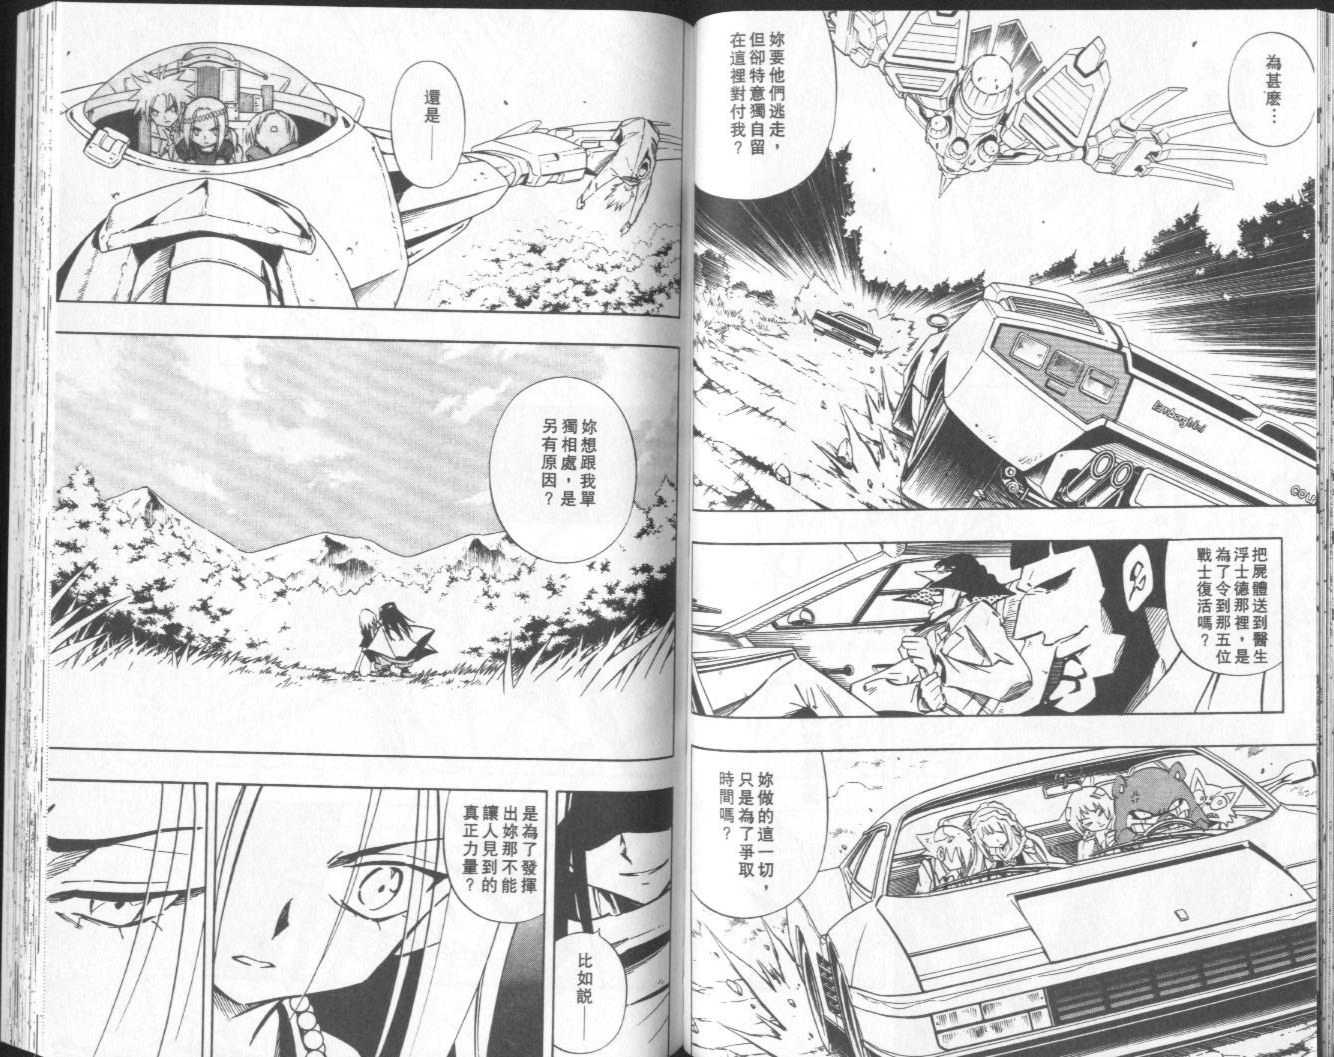 為甚麼…
妳要他們逃走，
但卻特意獨自留
在這裡對付我？
Lamborghini
把屍體送到醫生
浮士德那裡，是
為了令到那五位
戰士復活嗎？
妳做的這一切，
只是為了爭取
時間嗎？
還是——
妳想跟我單
獨相處，是
另有原因？
比如説——
是為了發揮
出妳那不能
讓人見到的
真正力量？